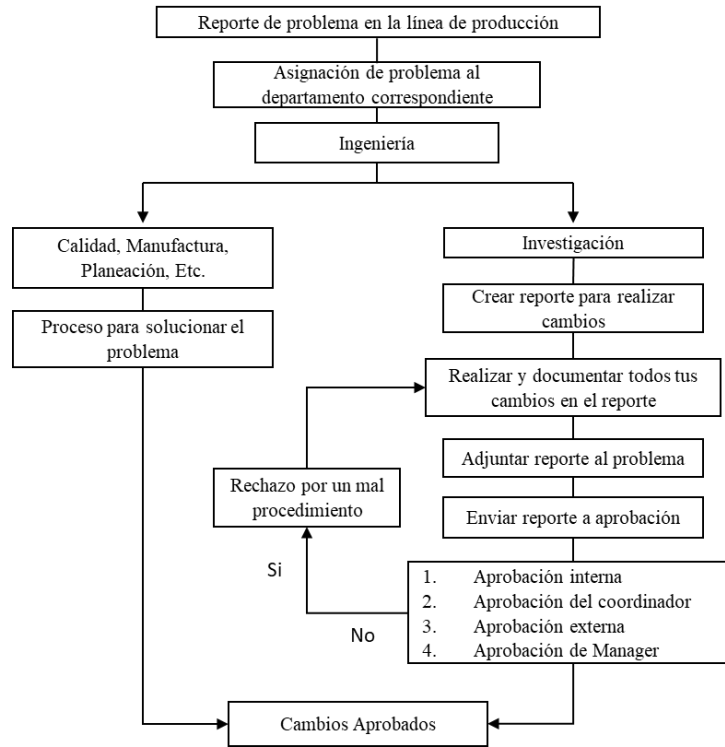 Reporte de problema en la línea de producción
Asignación de problema al
departamento correspondiente
Ingeniería
Calidad, Manufactura,
Planeación, Etc.
Proceso para solucionar el
problema
Investigación
Crear reporte para realizar
cambios
Realizar y documentar todos tus
cambios en el reporte
Adjuntar reporte al problema
Rechazo por un mal
procedimiento
Enviar reporte a aprobación
Si
No
1. Aprobación interna
2. Aprobación del coordinador
3. Aprobación externa
4. Aprobación de Manager
Cambios Aprobados